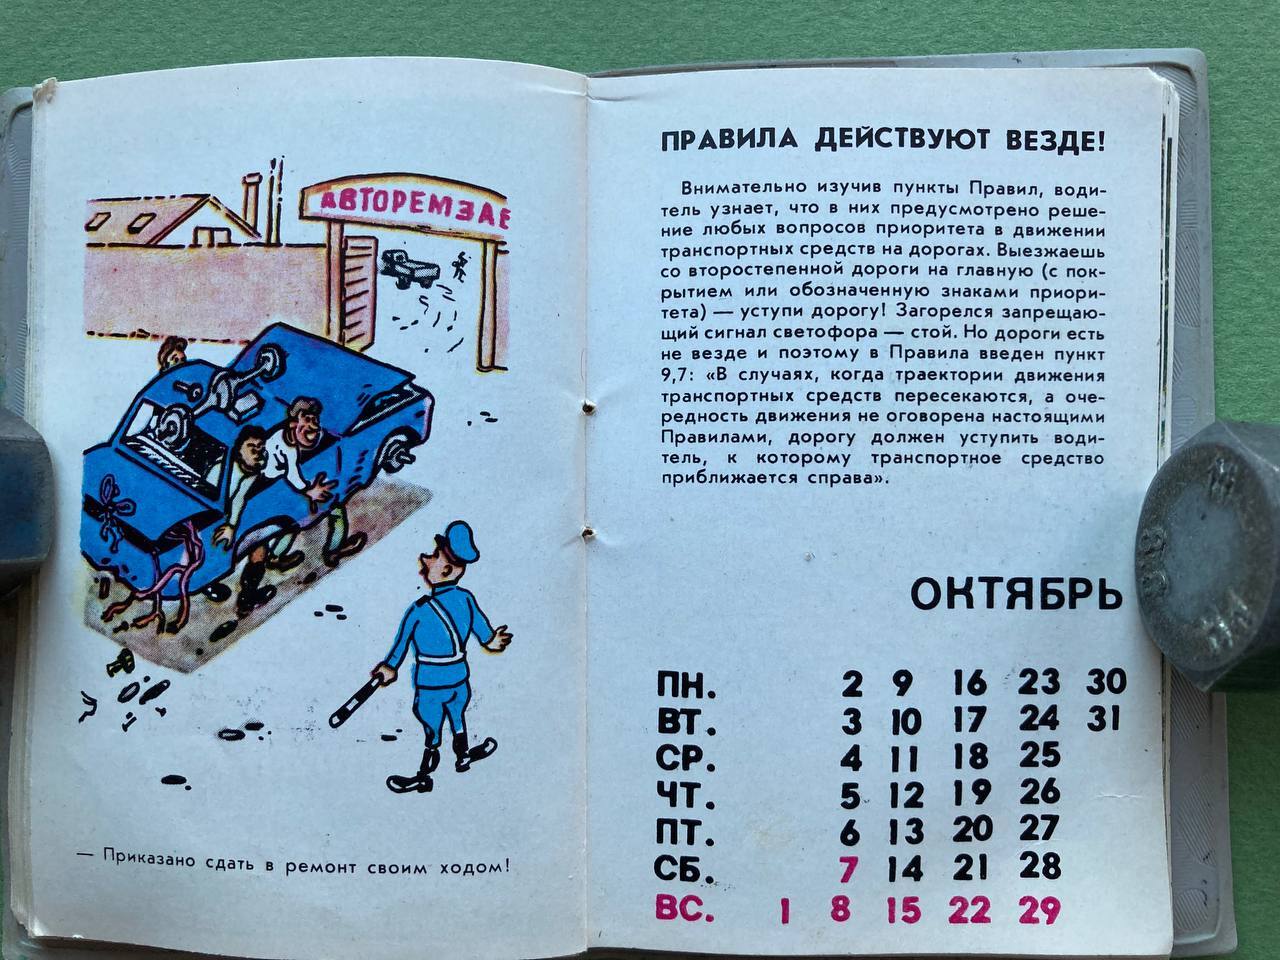 АВТОРЕМЗАВ
— Приказано сдать в ремонт своим ходом!
ПРАВИЛА ДЕЙСТВУЮТ ВЕЗДЕ!
Внимательно изучив пункты Правил, води-
тель узнает, что в них предусмотрено реше-
ние любых вопросов приоритета в движении
транспортных средств на дорогах. Выезжаешь
со второстепенной дороги на главную (с пок-
рытием или обозначенную знаками приори-
тета) — уступи дорогу! Загорелся запрещаю-
щий сигнал светофора — стой. Но дороги есть
не везде и поэтому в Правила введен пункт
9,7: «В случаях, когда траектории движения
транспортных средств пересекаются, а оче-
редность движения не оговорена настоящими
Правилами, дорогу должен уступить води-
тель, к которому транспортное средство
приближается справа».
ОКТЯБРЬ
ПН. 2 9 16 23 30
ВТ. 3 10 17 24 31
СР. 4 11 18 25
ЧТ. 5 12 19 26
ПТ. 6 13 20 27
СБ. 7 14 21 28
ВС. 1 8 15 22 29